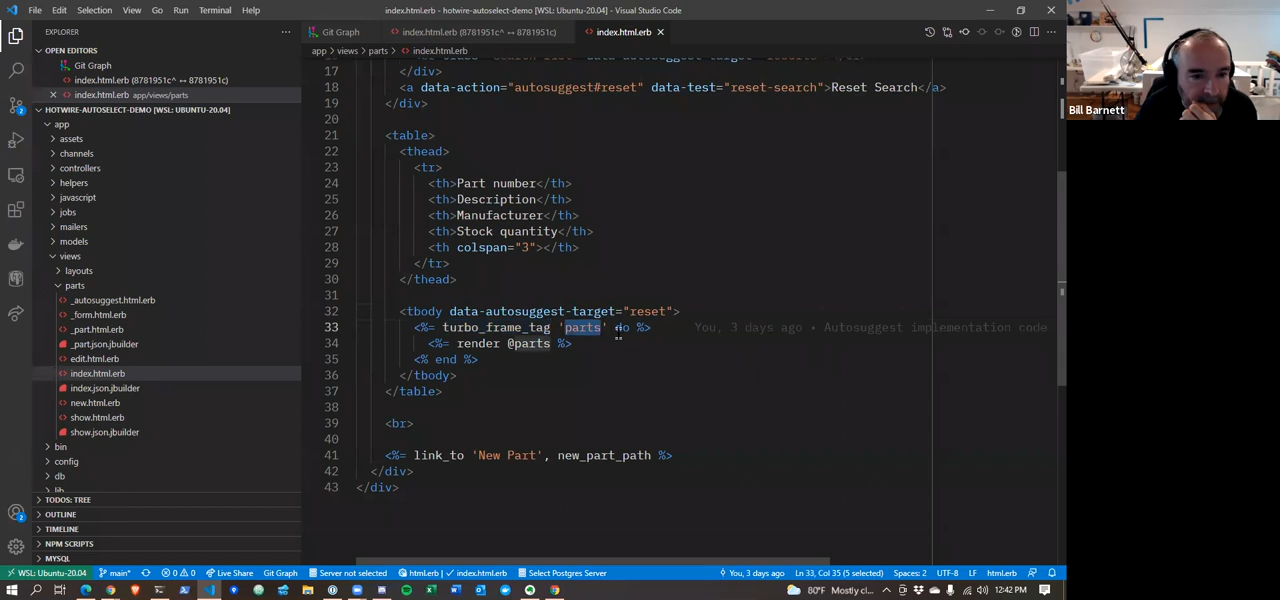 File Edit Selection View Go Run Terminal Help
index.html.erb - hotwire-autoselect-demo [WSL: Ubuntu-20.04] - Visual Studio Code
EXPLORER
OPEN EDITORS
Git Graph
index.html.erb (8781951c^ ↔ 8781951c)
index.html.erb app/views/parts
HOTWIRE-AUTOSELECT-DEMO [WSL: UBUNTU-20.04]
app
assets
channels
controllers
helpers
javascript
jobs
mailers
models
views
layouts
parts
_autosuggest.html.erb
_form.html.erb
_part.html.erb
_part.json.jbuilder
edit.html.erb
index.html.erb
index.json.jbuilder
new.html.erb
show.html.erb
show.json.jbuilder
bin
config
db
lib
TODOS: TREE
OUTLINE
TIMELINE
NPM SCRIPTS
MYSQL
Git Graph
index.html.erb (8781951c^ ↔ 8781951c)
index.html.erb
app > views > parts > index.html.erb
17 </div>
18 <a data-action="autosuggest#reset" data-test="reset-search">Reset Search</a>
19 </div>
20
21 <table>
22 <thead>
23 <tr>
24 <th>Part number</th>
25 <th>Description</th>
26 <th>Manufacturer</th>
27 <th>Stock quantity</th>
28 <th colspan="3"></th>
29 </tr>
30 </thead>
31
32 <tbody data-autosuggest-target="reset">
33 <%= turbo_frame_tag 'parts' do %> You, 3 days ago • Autosuggest implementation code
34 <%= render @parts %>
35 <% end %>
36 </tbody>
37 </table>
38
39 <br>
40
41 <%= link_to 'New Part', new_part_path %>
42 </div>
43 </div>
Bill Barnett
2
2
WSL: Ubuntu-20.04 main* 0 0 Live Share Git Graph Server not selected html.erb | index.html.erb Select Postgres Server You, 3 days ago Ln 33, Col 35 (5 selected) Spaces: 2 UTF-8 LF html.erb
80°F Mostly cl... 12:42 PM